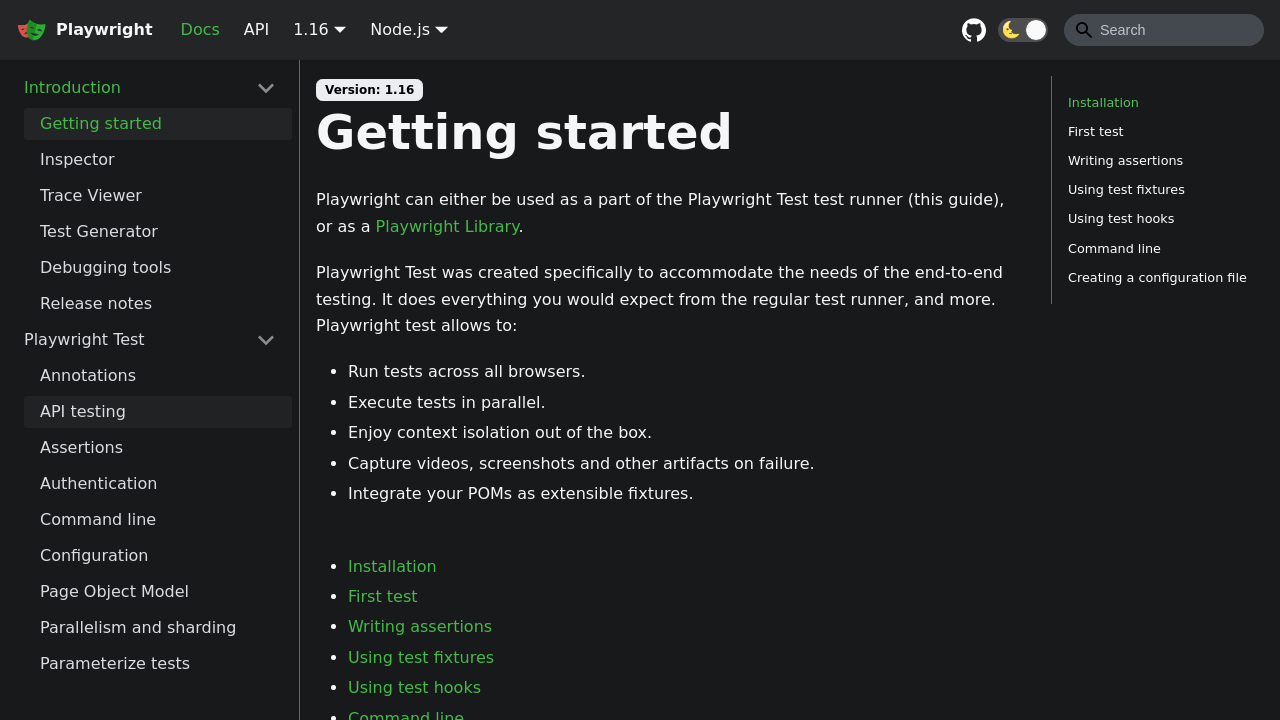 Playwright
Docs
API
1.16
Node.js
Search
Introduction
Getting started
Inspector
Trace Viewer
Test Generator
Debugging tools
Release notes
Playwright Test
Annotations
API testing
Assertions
Authentication
Command line
Configuration
Page Object Model
Parallelism and sharding
Parameterize tests
Version: 1.16
Getting started
Playwright can either be used as a part of the Playwright Test test runner (this guide),
or as a Playwright Library.
Playwright Test was created specifically to accommodate the needs of the end-to-end
testing. It does everything you would expect from the regular test runner, and more.
Playwright test allows to:
• Run tests across all browsers.
• Execute tests in parallel.
• Enjoy context isolation out of the box.
• Capture videos, screenshots and other artifacts on failure.
• Integrate your POMs as extensible fixtures.
• Installation
• First test
• Writing assertions
• Using test fixtures
• Using test hooks
• Command line
Installation
First test
Writing assertions
Using test fixtures
Using test hooks
Command line
Creating a configuration file